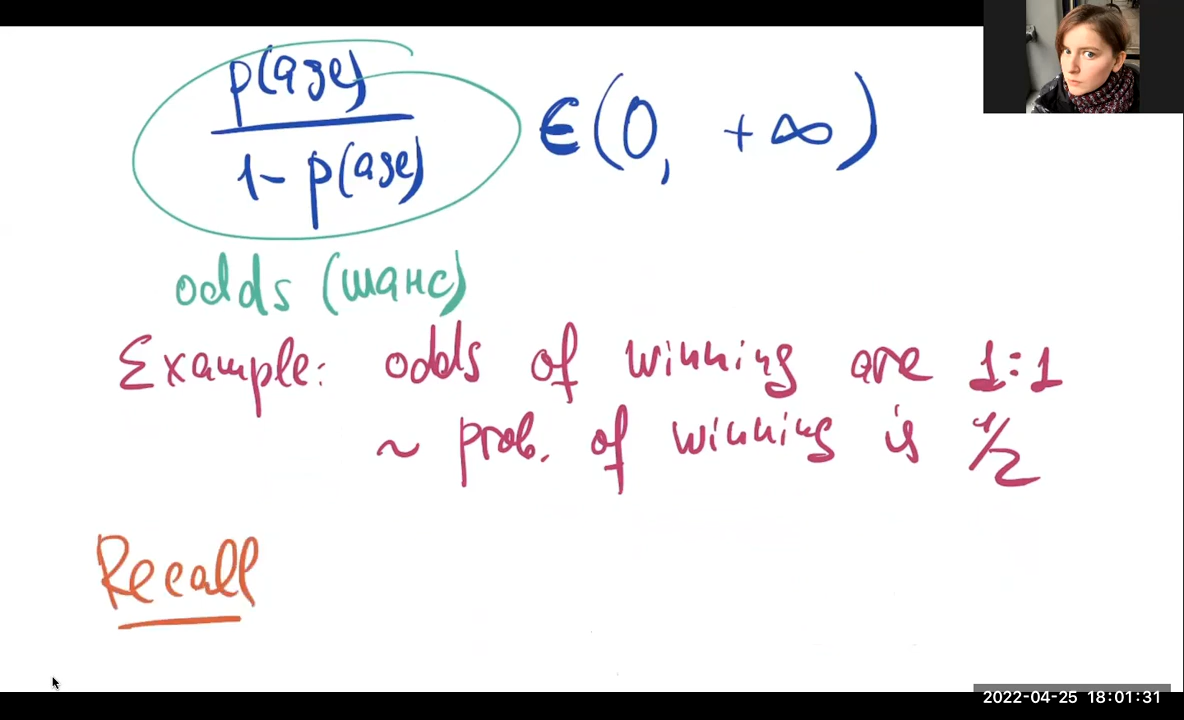 p(age)
1 - p(age)
∈ (0, +∞)
odds (шанс)
Example: odds of winning are 1:1
~ prob. of winning is 1/2
Recall
2022-04-25 18:01:31